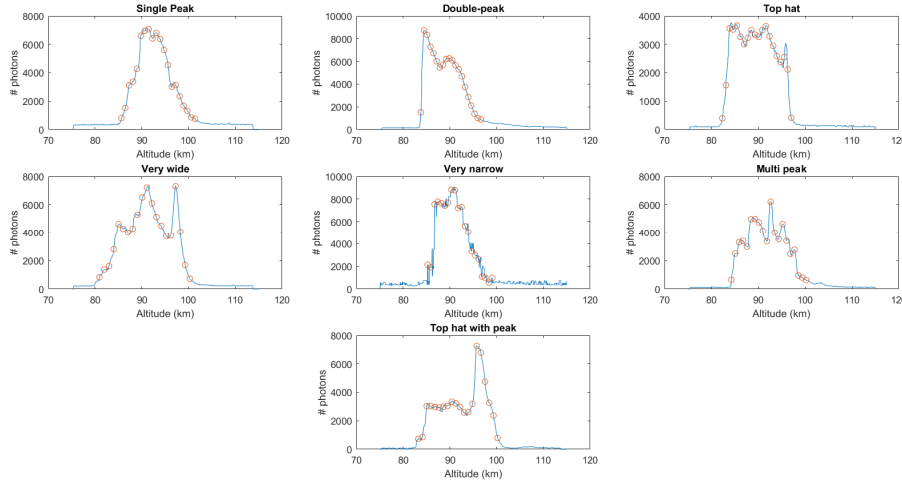 Single Peak
# photons
8000
6000
4000
2000
0
70 80 90 100 110 120
Altitude (km)
Double-peak
# photons
10000
8000
6000
4000
2000
0
70 80 90 100 110 120
Altitude (km)
Top hat
# photons
4000
3000
2000
1000
0
70 80 90 100 110 120
Altitude (km)
Very wide
# photons
8000
6000
4000
2000
0
70 80 90 100 110 120
Altitude (km)
Very narrow
# photons
10000
8000
6000
4000
2000
0
70 80 90 100 110 120
Altitude (km)
Multi peak
# photons
8000
6000
4000
2000
0
70 80 90 100 110 120
Altitude (km)
Top hat with peak
# photons
8000
6000
4000
2000
0
70 80 90 100 110 120
Altitude (km)